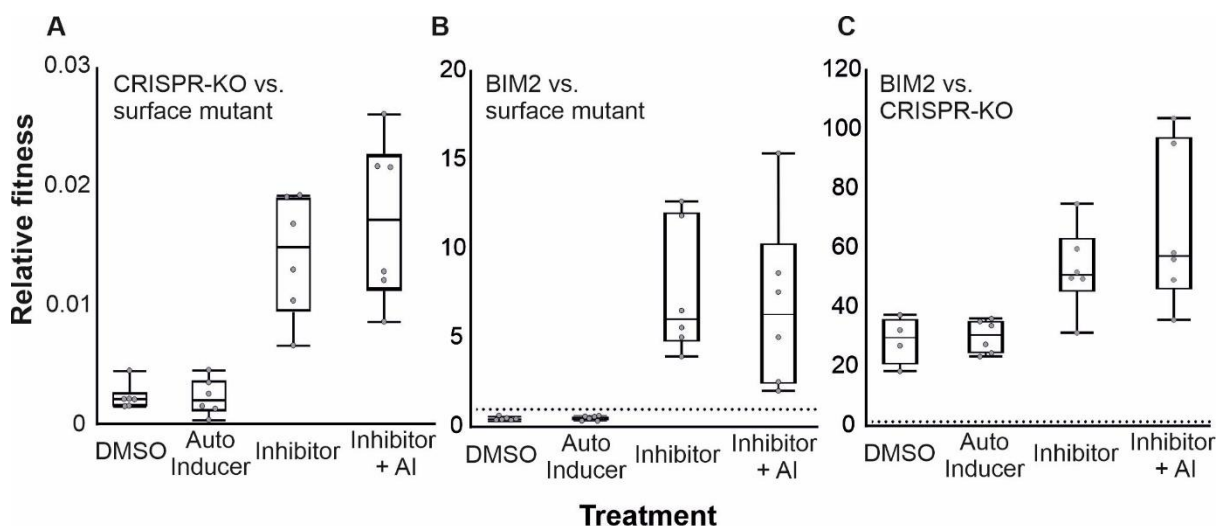 A
CRISPR-KO vs.
surface mutant
0.03
0.02
0.01
0
Relative fitness
DMSO
Auto
Inducer
Inhibitor
Inhibitor
+ AI
B
BIM2 vs.
surface mutant
20
15
10
5
0
DMSO
Auto
Inducer
Inhibitor
Inhibitor
+ AI
C
BIM2 vs.
CRISPR-KO
120
100
80
60
40
20
0
DMSO
Auto
Inducer
Inhibitor
Inhibitor
+ AI
Treatment